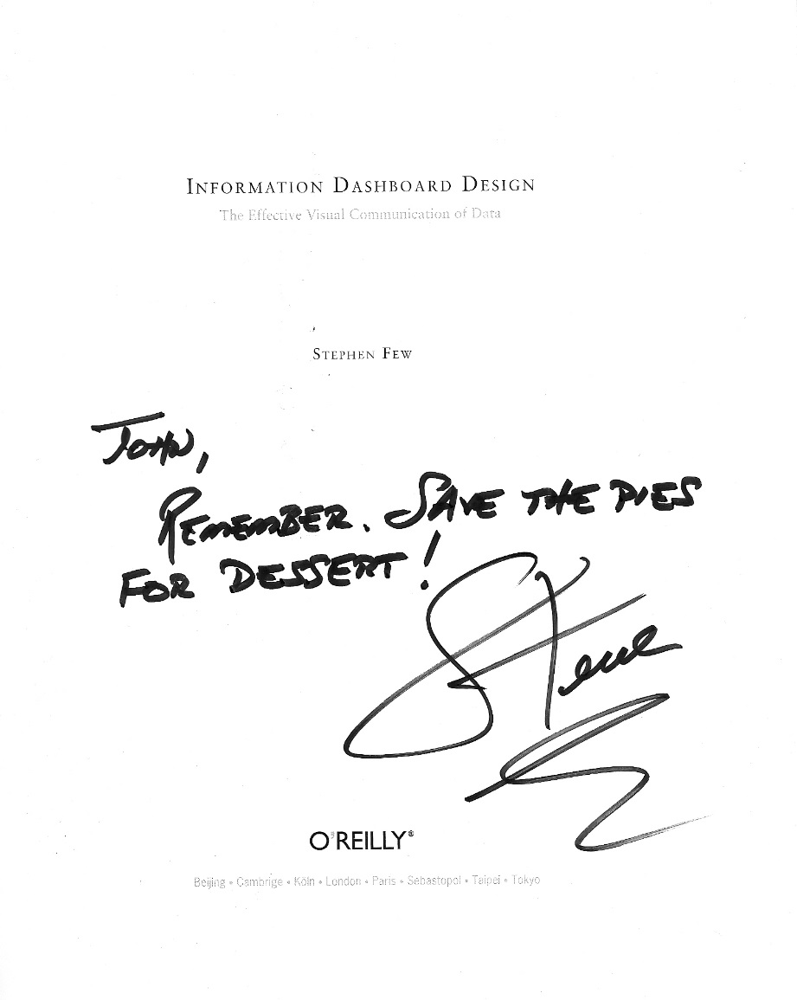 INFORMATION DASHBOARD DESIGN
The Effective Visual Communication of Data
STEPHEN FEW
JOHN,
REMEMBER. SAVE THE PIES
FOR DESSERT!
Steve
O'REILLY®
Beijing • Cambrige • Köln • London • Paris • Sebastopol • Taipei • Tokyo